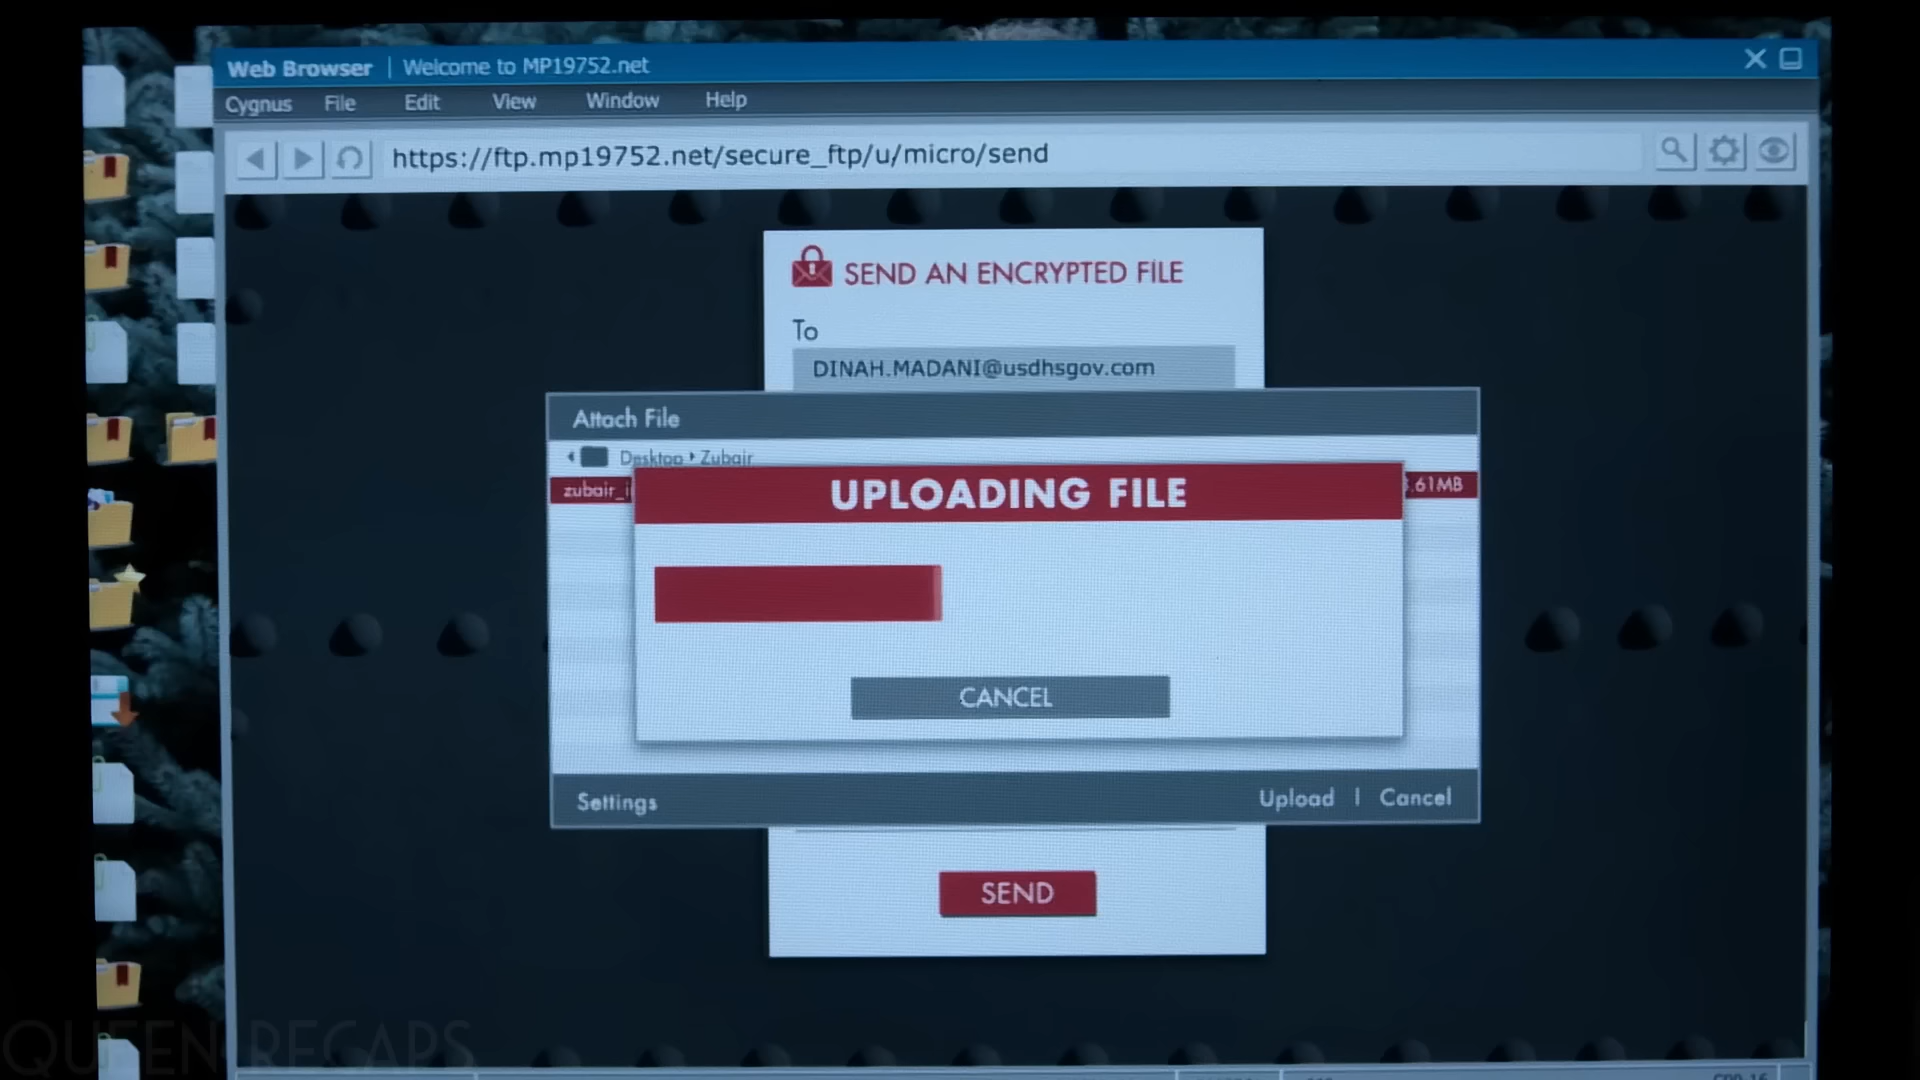 Web Browser | Welcome to MP19752.net
Cygnus File Edit View Window Help
https://ftp.mp19752.net/secure_ftp/u/micro/send
SEND AN ENCRYPTED FILE
To
DINAH.MADANI@usdhsgov.com
Attach File
Desktop Zubair
zubair_i .61MB
UPLOADING FILE
CANCEL
Settings Upload | Cancel
SEND
QUEEN RECAPS